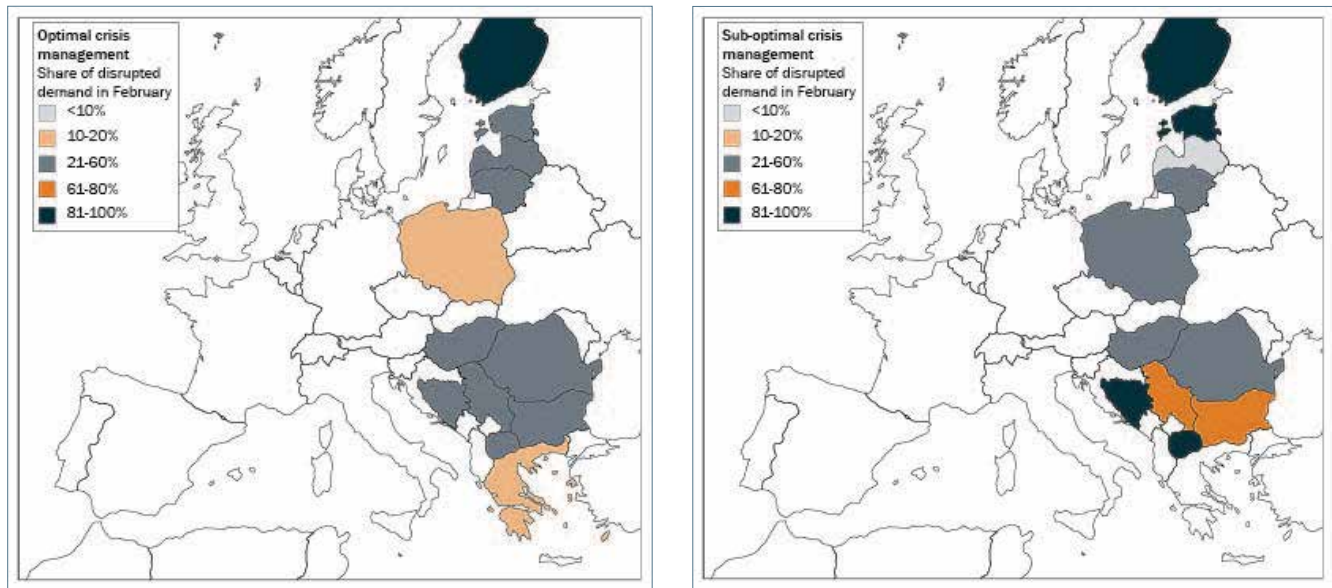 Optimal crisis
management
Share of disrupted
demand in February
<10%
10-20%
21-60%
61-80%
81-100%
Sub-optimal crisis
management
Share of disrupted
demand in February
<10%
10-20%
21-60%
61-80%
81-100%